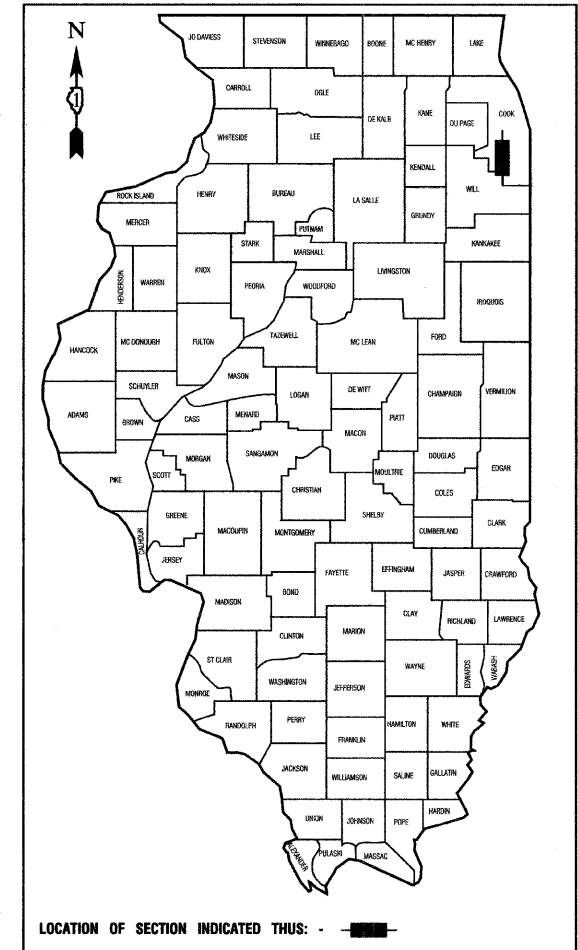 N
1
JO DAVIESS
STEVENSON
WINNEBAGO
BOONE
MC HENRY
LAKE
CARROLL
OGLE
DE KALB
KANE
DU PAGE
COOK
WHITESIDE
LEE
KENDALL
WILL
ROCK ISLAND
HENRY
BUREAU
LA SALLE
GRUNDY
MERCER
STARK
PUTNAM
MARSHALL
KANKAKEE
HENDERSON
WARREN
KNOX
PEORIA
WOODFORD
LIVINGSTON
IROQUOIS
HANCOCK
MC DONOUGH
FULTON
TAZEWELL
MC LEAN
FORD
SCHUYLER
MASON
LOGAN
DE WITT
CHAMPAIGN
VERMILION
ADAMS
BROWN
CASS
MENARD
MACON
PIATT
PIKE
SCOTT
MORGAN
SANGAMON
CHRISTIAN
MOULTRIE
DOUGLAS
EDGAR
COLES
CALHOUN
GREENE
MACOUPIN
MONTGOMERY
SHELBY
CUMBERLAND
CLARK
JERSEY
FAYETTE
EFFINGHAM
JASPER
CRAWFORD
MADISON
BOND
CLAY
RICHLAND
LAWRENCE
CLINTON
MARION
ST CLAIR
WAYNE
EDWARDS
WABASH
MONROE
WASHINGTON
JEFFERSON
RANDOLPH
PERRY
HAMILTON
WHITE
FRANKLIN
JACKSON
WILLIAMSON
SALINE
GALLATIN
UNION
JOHNSON
POPE
HARDIN
ALEXANDER
PULASKI
MASSAC
LOCATION OF SECTION INDICATED THUS: -